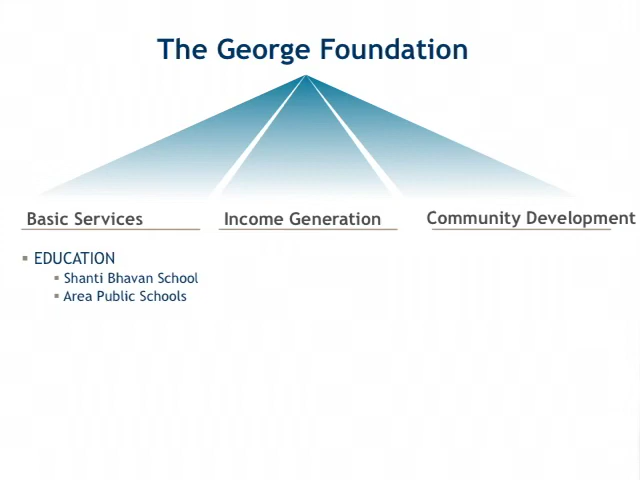 The George Foundation
Basic Services
Income Generation
Community Development
▪ EDUCATION
▪ Shanti Bhavan School
▪ Area Public Schools